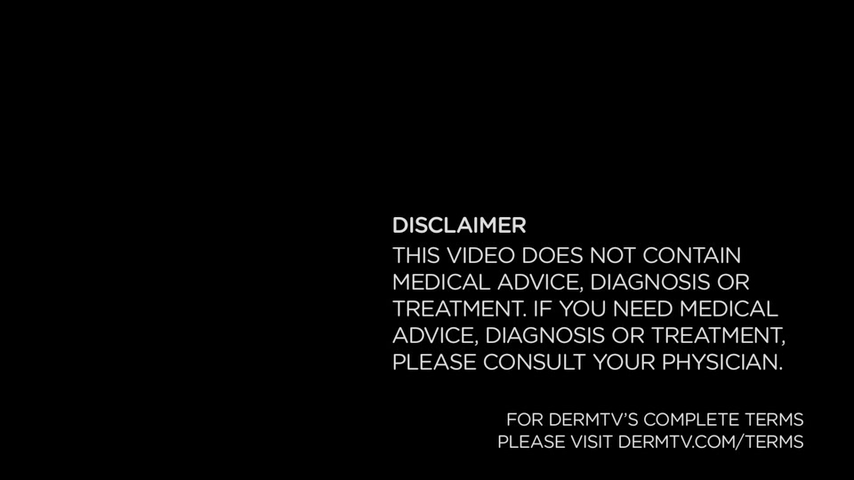 DISCLAIMER
THIS VIDEO DOES NOT CONTAIN
MEDICAL ADVICE, DIAGNOSIS OR
TREATMENT. IF YOU NEED MEDICAL
ADVICE, DIAGNOSIS OR TREATMENT,
PLEASE CONSULT YOUR PHYSICIAN.
FOR DERMTV'S COMPLETE TERMS
PLEASE VISIT DERMTV.COM/TERMS